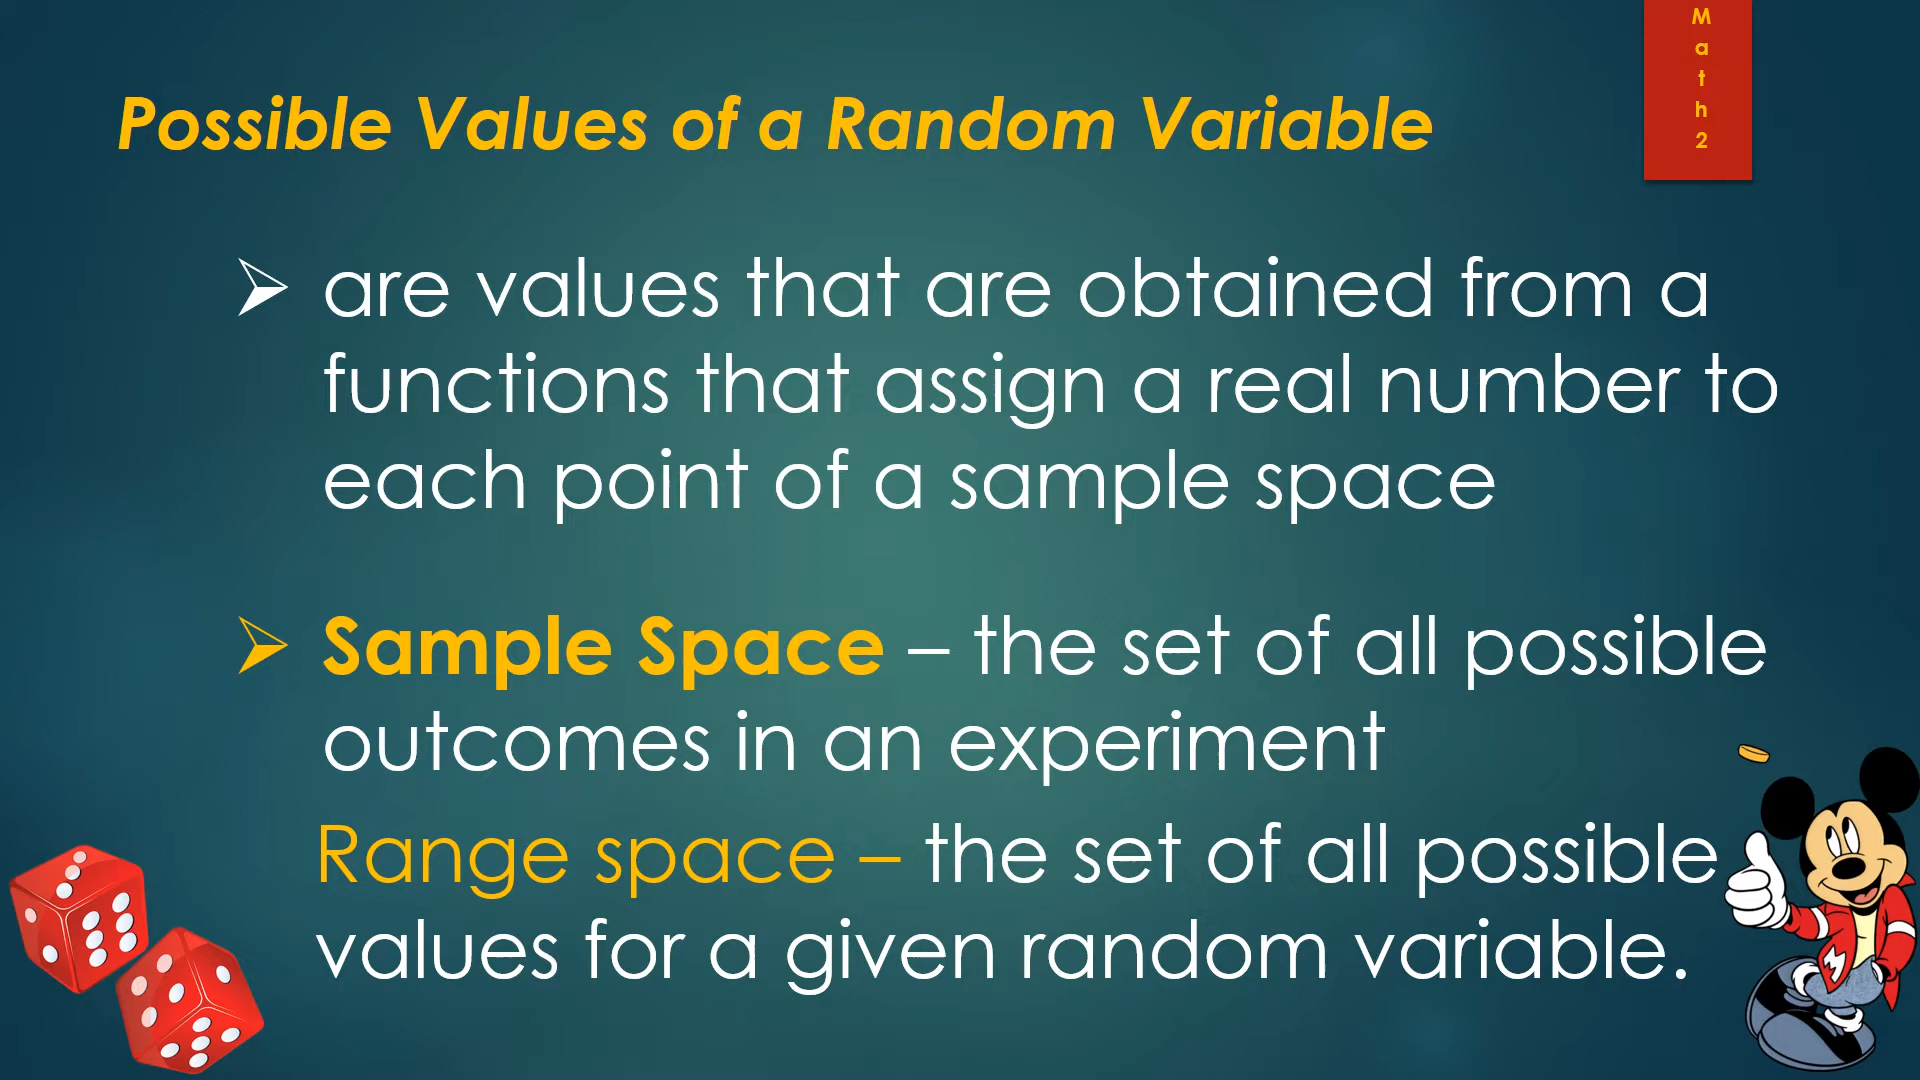 M
a
t
h
2
Possible Values of a Random Variable
➢ are values that are obtained from a
functions that assign a real number to
each point of a sample space
➢ Sample Space – the set of all possible
outcomes in an experiment
Range space – the set of all possible
values for a given random variable.